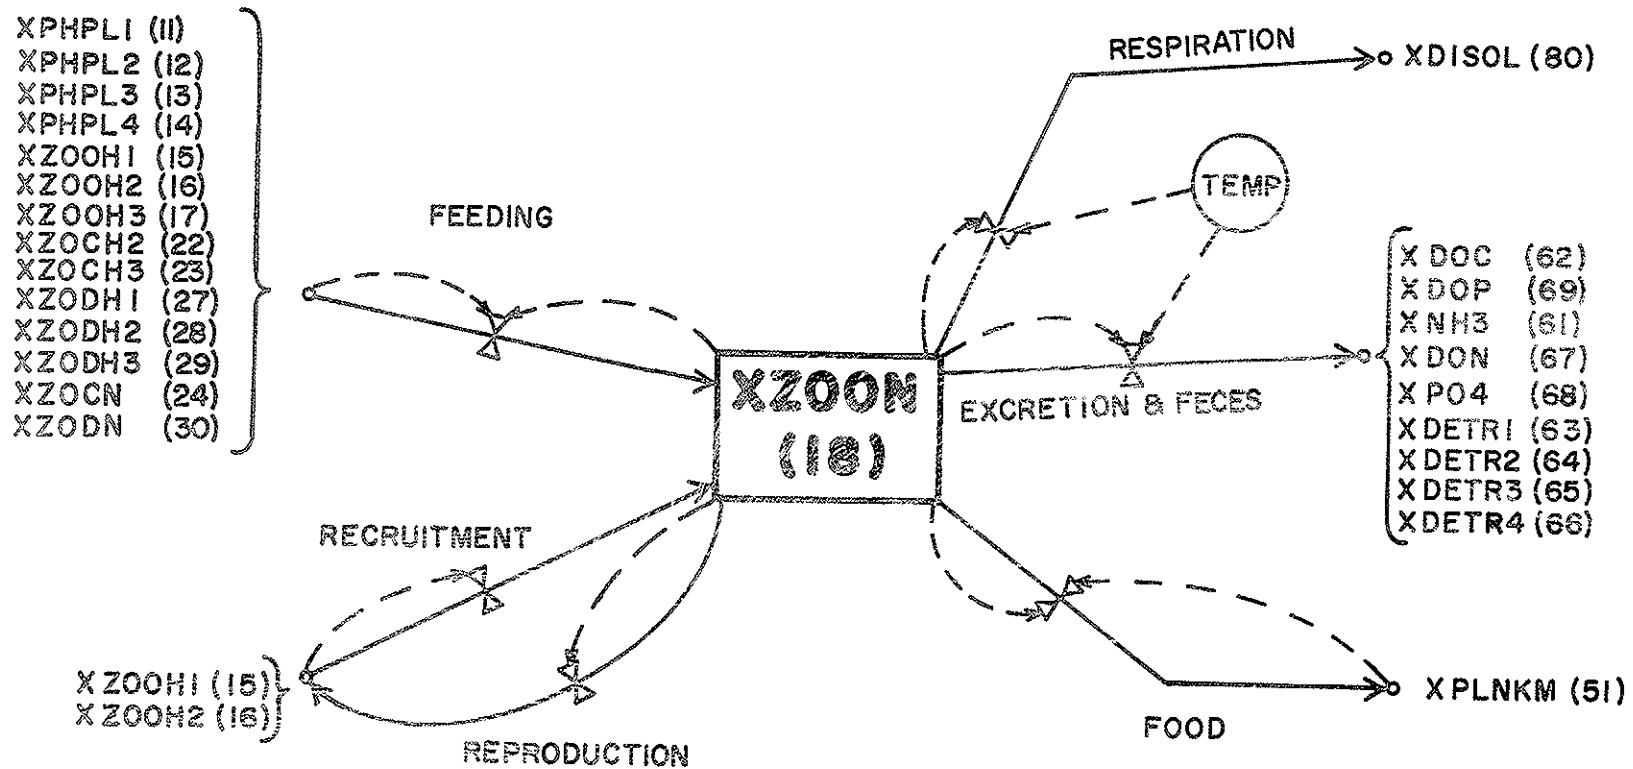 XPHPL1 (11)
XPHPL2 (12)
XPHPL3 (13)
XPHPL4 (14)
XZOOH1 (15)
XZOOH2 (16)
XZOOH3 (17)
XZOCH2 (22)
XZOCH3 (23)
XZODH1 (27)
XZODH2 (28)
XZODH3 (29)
XZOCN (24)
XZODN (30)
FEEDING
RESPIRATION
XDISOL (80)
TEMP
XZOON
(18)
EXCRETION & FECES
XDOC (62)
XDOP (69)
XNH3 (61)
XDON (67)
XPO4 (68)
XDETR1 (63)
XDETR2 (64)
XDETR3 (65)
XDETR4 (66)
RECRUITMENT
XZOOH1 (15)
XZOOH2 (16)
REPRODUCTION
FOOD
XPLNKM (51)